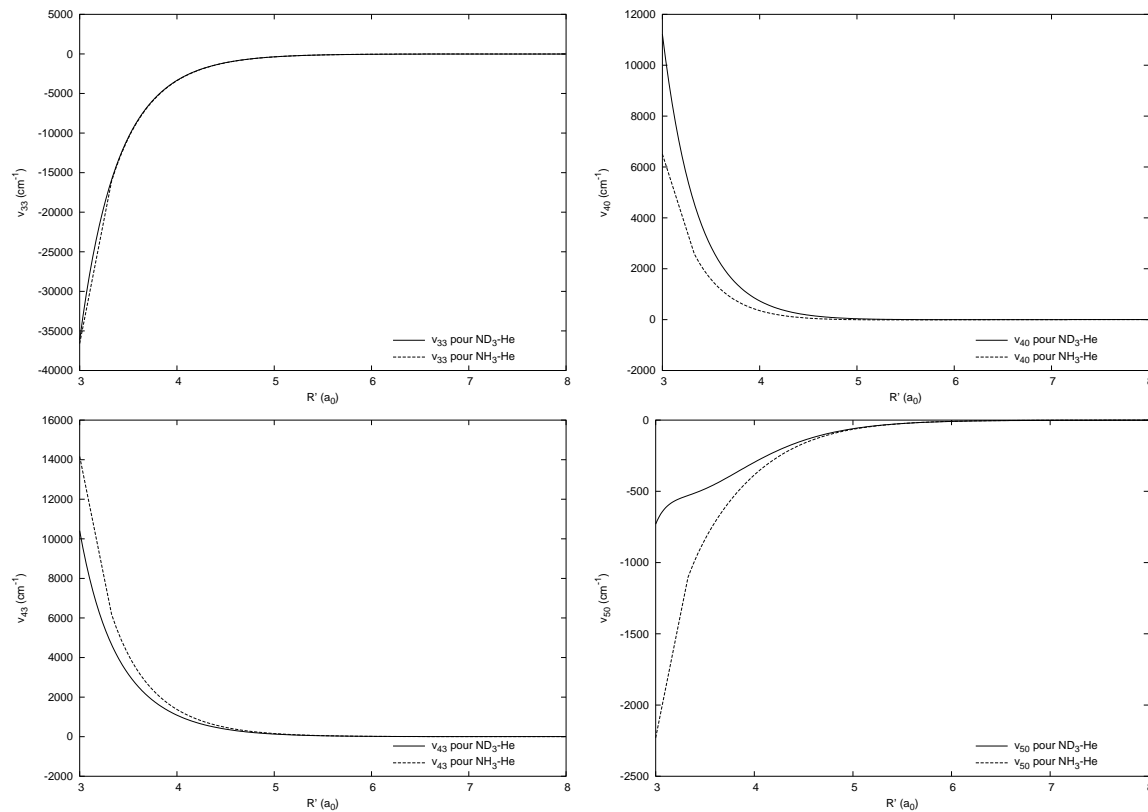 5000
0
-5000
-10000
-15000
-20000
-25000
-30000
-35000
-40000
3 4 5 6 7 8
v33 (cm-1)
R' (a0)
v33 pour ND3-He
v33 pour NH3-He
12000
10000
8000
6000
4000
2000
0
-2000
3 4 5 6 7 8
v40 (cm-1)
R' (a0)
v40 pour ND3-He
v40 pour NH3-He
16000
14000
12000
10000
8000
6000
4000
2000
0
-2000
3 4 5 6 7 8
v43 (cm-1)
R' (a0)
v43 pour ND3-He
v43 pour NH3-He
0
-500
-1000
-1500
-2000
-2500
3 4 5 6 7 8
v50 (cm-1)
R' (a0)
v50 pour ND3-He
v50 pour NH3-He